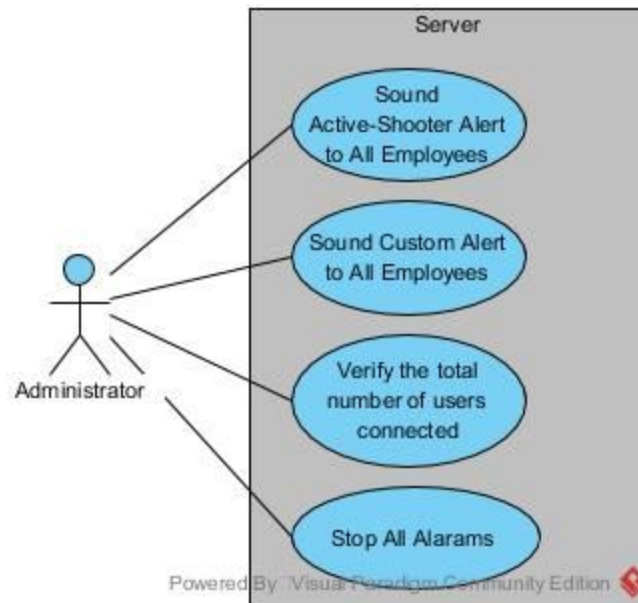 Server
Sound
Active-Shooter Alert
to All Employees
Sound Custom Alert
to All Employees
Verify the total
number of users
connected
Administrator
Stop All Alarams
Powered By Visual Paradigm Community Edition